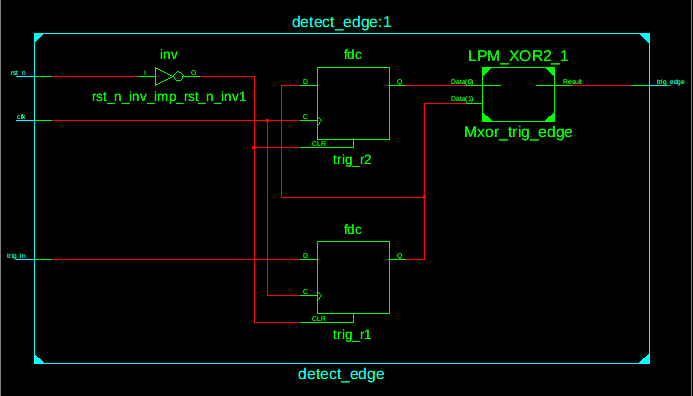 detect_edge:1
inv
fdc
LPM_XOR2_1
rst_n
I
O
D
Q
Data(0)
Result
trig_edge
rst_n_inv_imp_rst_n_inv1
Data(1)
clk
C
Mxor_trig_edge
CLR
trig_r2
fdc
trig_in
D
Q
C
CLR
trig_r1
detect_edge